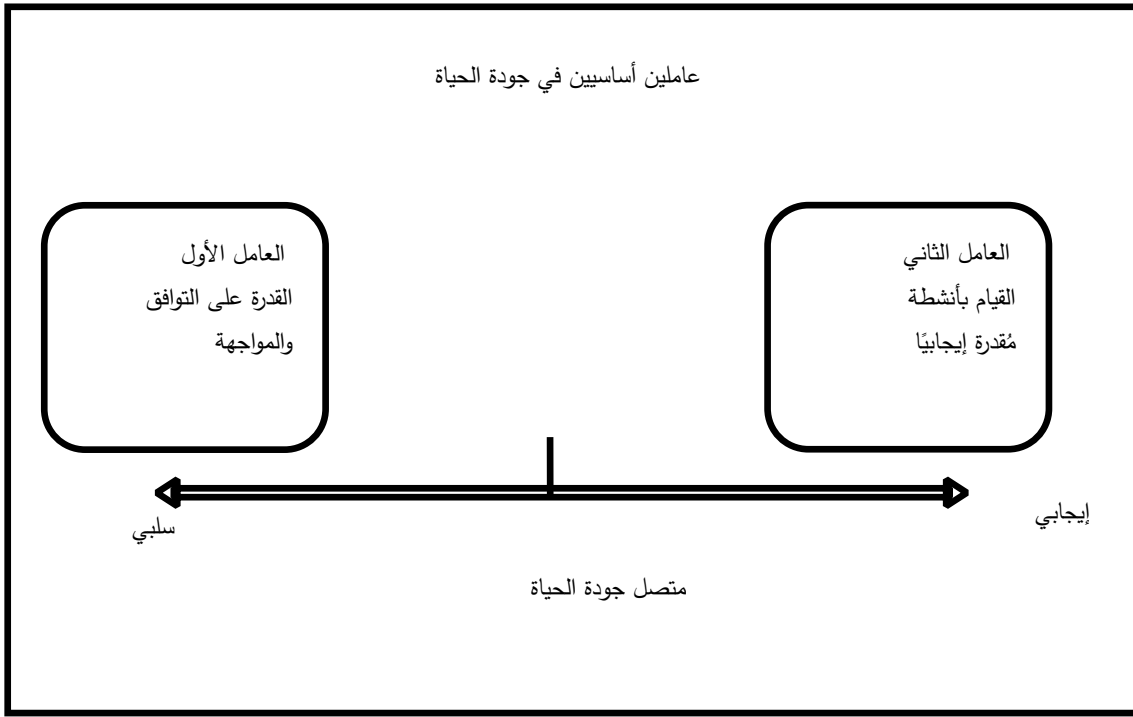 عاملين أساسيين في جودة الحياة
العامل الثاني
القيام بأنشطة
مُقدرة إيجابيًا
العامل الأول
القدرة على التوافق
والمواجهة
إيجابي
سلبي
متصل جودة الحياة